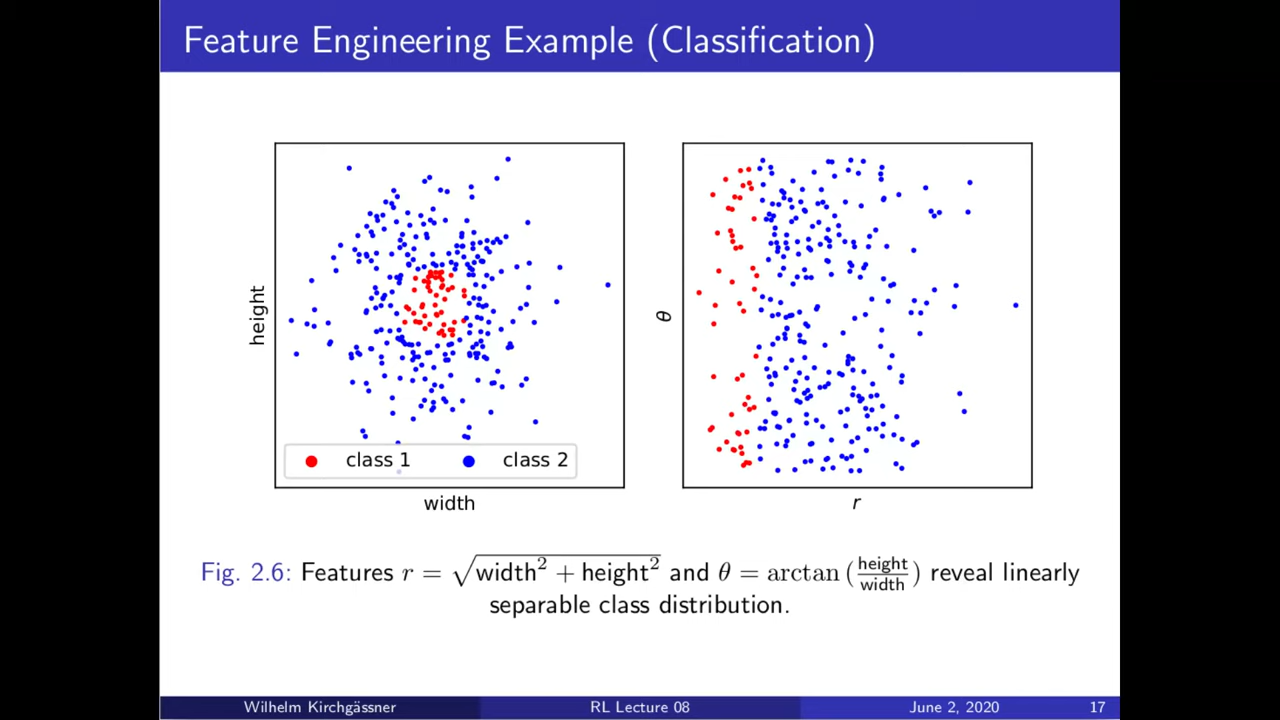 Feature Engineering Example (Classification)
height
class 1
class 2
width
θ
r
Fig. 2.6: Features r = √(width² + height²) and θ = arctan (height/width) reveal linearly
separable class distribution.
Wilhelm Kirchgässner
RL Lecture 08
June 2, 2020
17